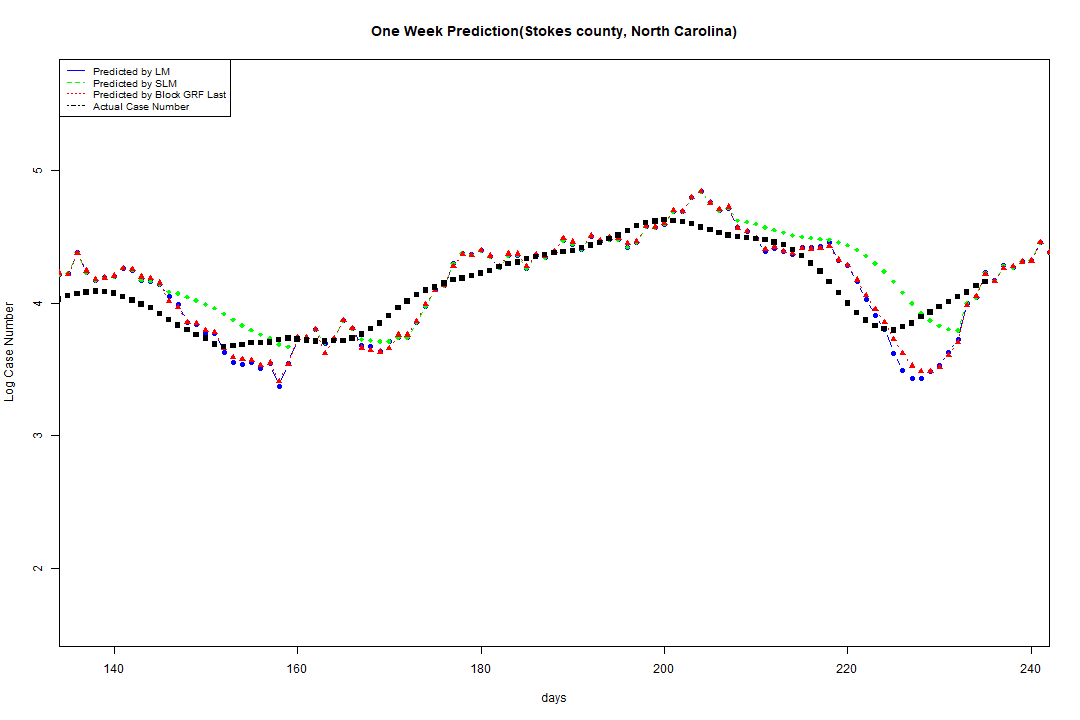 One Week Prediction(Stokes county, North Carolina)
Predicted by LM
Predicted by SLM
Predicted by Block GRF Last
Actual Case Number
5
4
3
2
Log Case Number
140 160 180 200 220 240
days